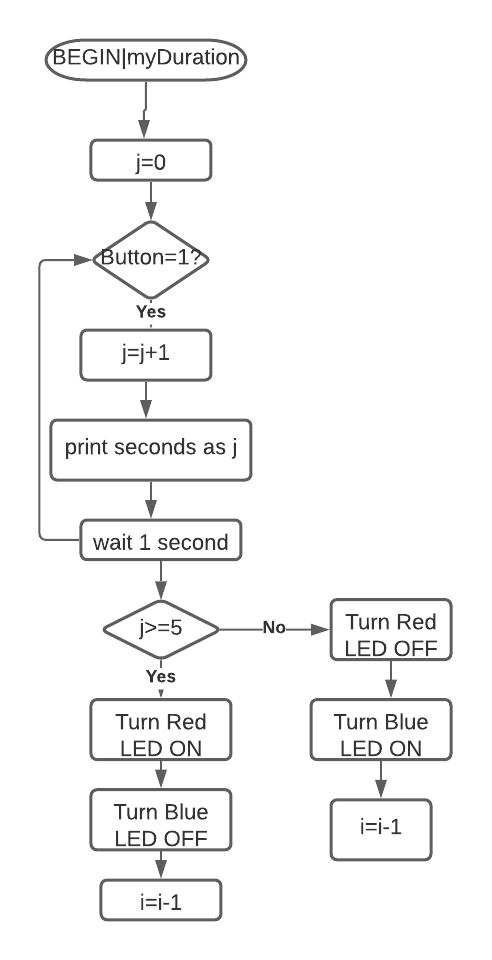 BEGIN|myDuration
j=0
Button=1?
Yes
j=j+1
print seconds as j
wait 1 second
j>=5
No
Turn Red
LED OFF
Yes
Turn Red
LED ON
Turn Blue
LED ON
Turn Blue
LED OFF
i=i-1
i=i-1